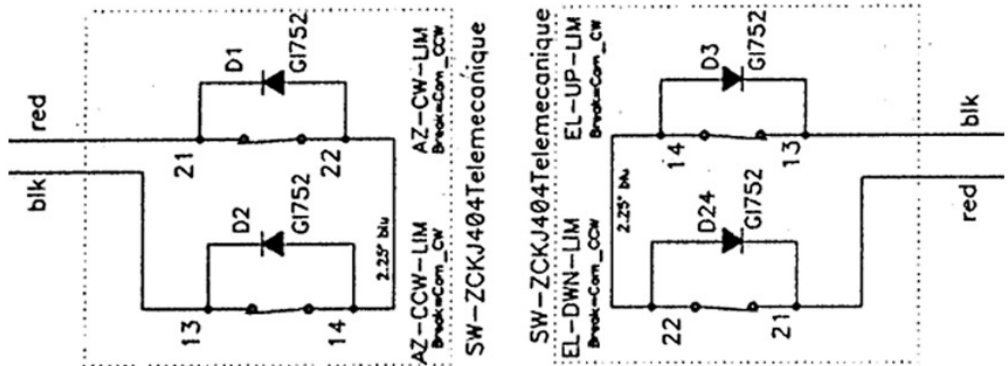 red
blk
21
22
D1
GI752
AZ-CW-LIM
Break=Com_CCW
13
14
D2
GI752
2.25" blu
AZ-CCW-LIM
Break=Com_CW
SW-ZCKJ404Telemecanique
SW-ZCKJ404Telemecanique
EL-UP-LIM
Break=Com_CW
14
13
D3
GI752
blk
EL-DWN-LIM
Break=Com_CCW
2.25" blu
22
21
D24
GI752
red